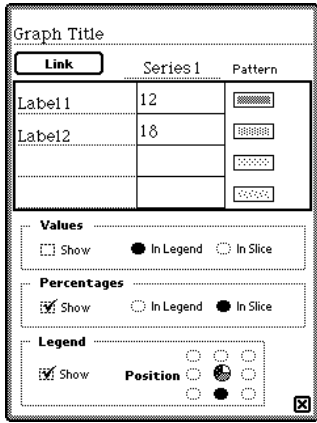 Graph Title
Link Series 1 Pattern
Label1 12
Label2 18
Values
Show In Legend In Slice
Percentages
Show In Legend In Slice
Legend
Show Position